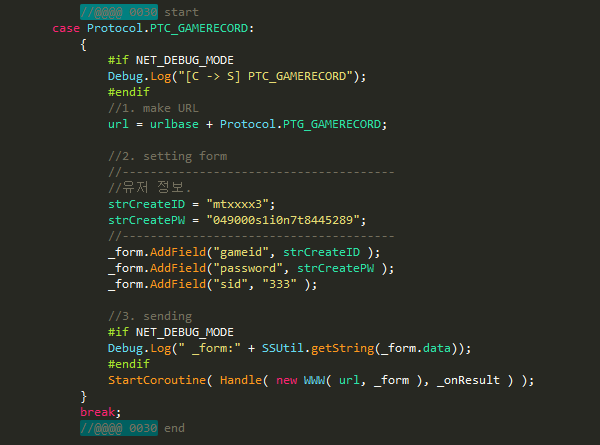 //@@@@ 0030 start
case Protocol.PTC_GAMERECORD:
{
#if NET_DEBUG_MODE
Debug.Log("[C -> S] PTC_GAMERECORD");
#endif
//1. make URL
url = urlbase + Protocol.PTG_GAMERECORD;
//2. setting form
//--------------------------------------
//유저 정보.
strCreateID = "mtxxxx3";
strCreatePW = "049000s1i0n7t8445289";
//--------------------------------------
_form.AddField("gameid", strCreateID );
_form.AddField("password", strCreatePW );
_form.AddField("sid", "333" );
//3. sending
#if NET_DEBUG_MODE
Debug.Log(" _form:" + SSUtil.getString(_form.data));
#endif
StartCoroutine( Handle( new WWW( url, _form ), _onResult ) );
}
break;
//@@@@ 0030 end